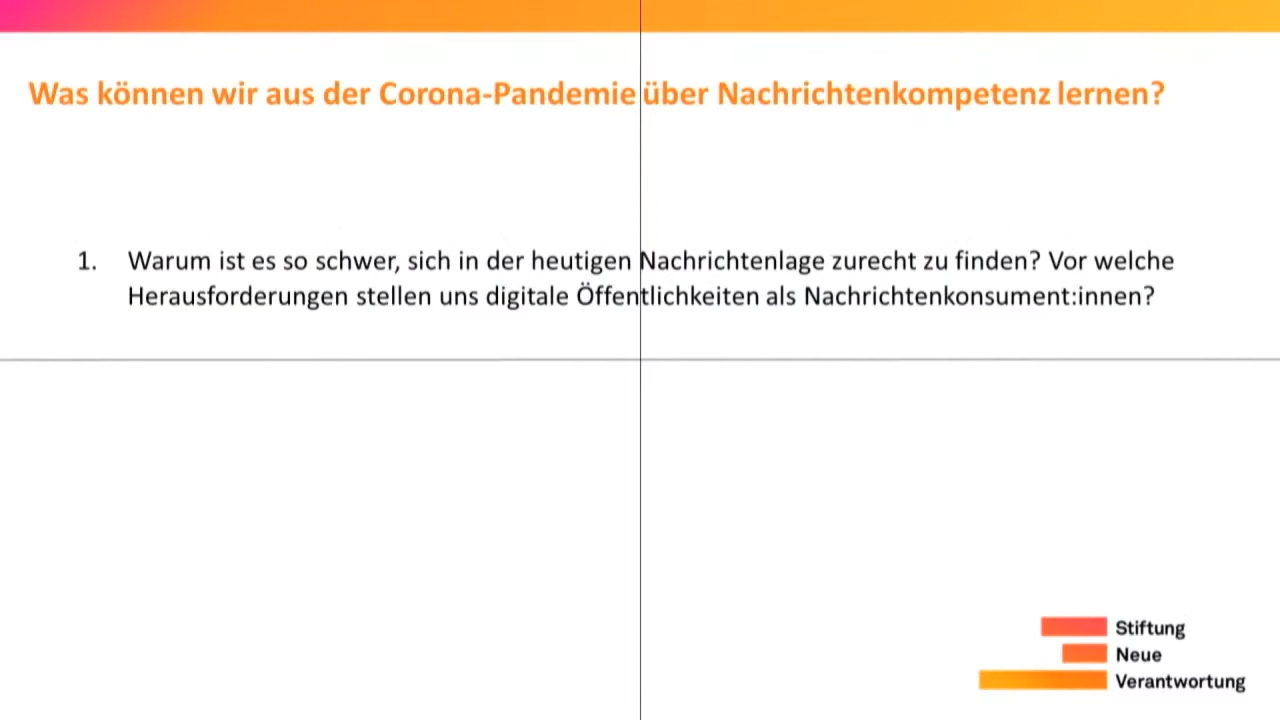 Was können wir aus der Corona-Pandemie über Nachrichtenkompetenz lernen?
1. Warum ist es so schwer, sich in der heutigen Nachrichtenlage zurecht zu finden? Vor welche
Herausforderungen stellen uns digitale Öffentlichkeiten als Nachrichtenkonsument:innen?
Stiftung
Neue
Verantwortung